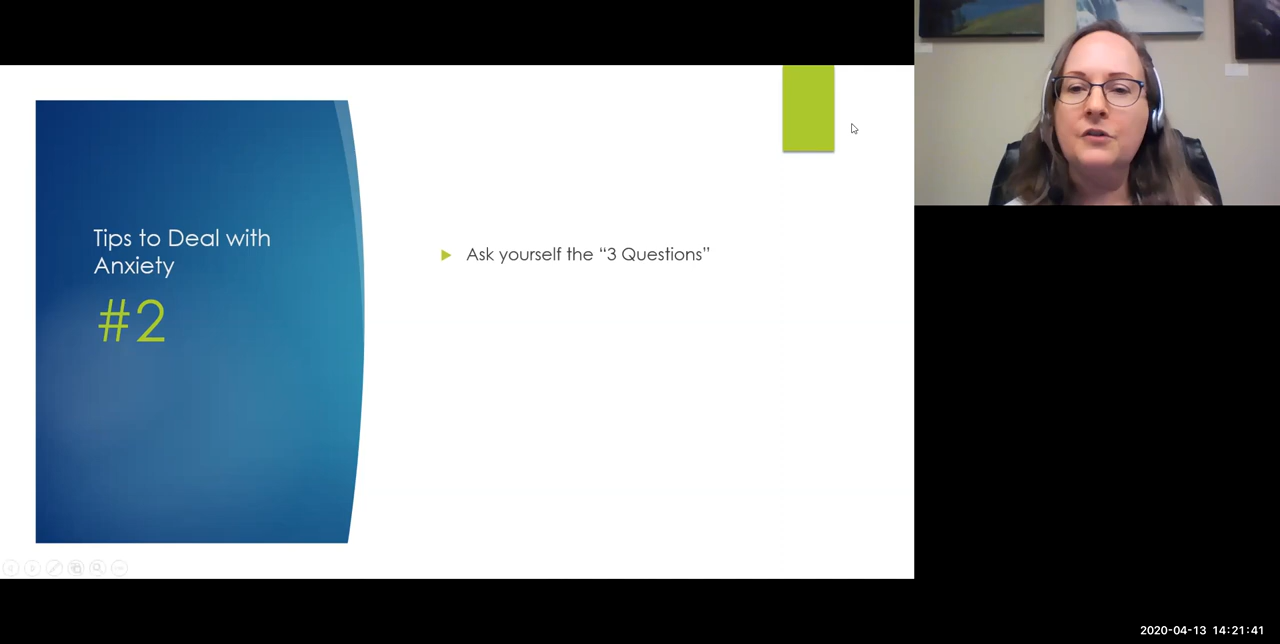 Tips to Deal with
Anxiety
#2
Ask yourself the “3 Questions”
2020-04-13 14:21:41